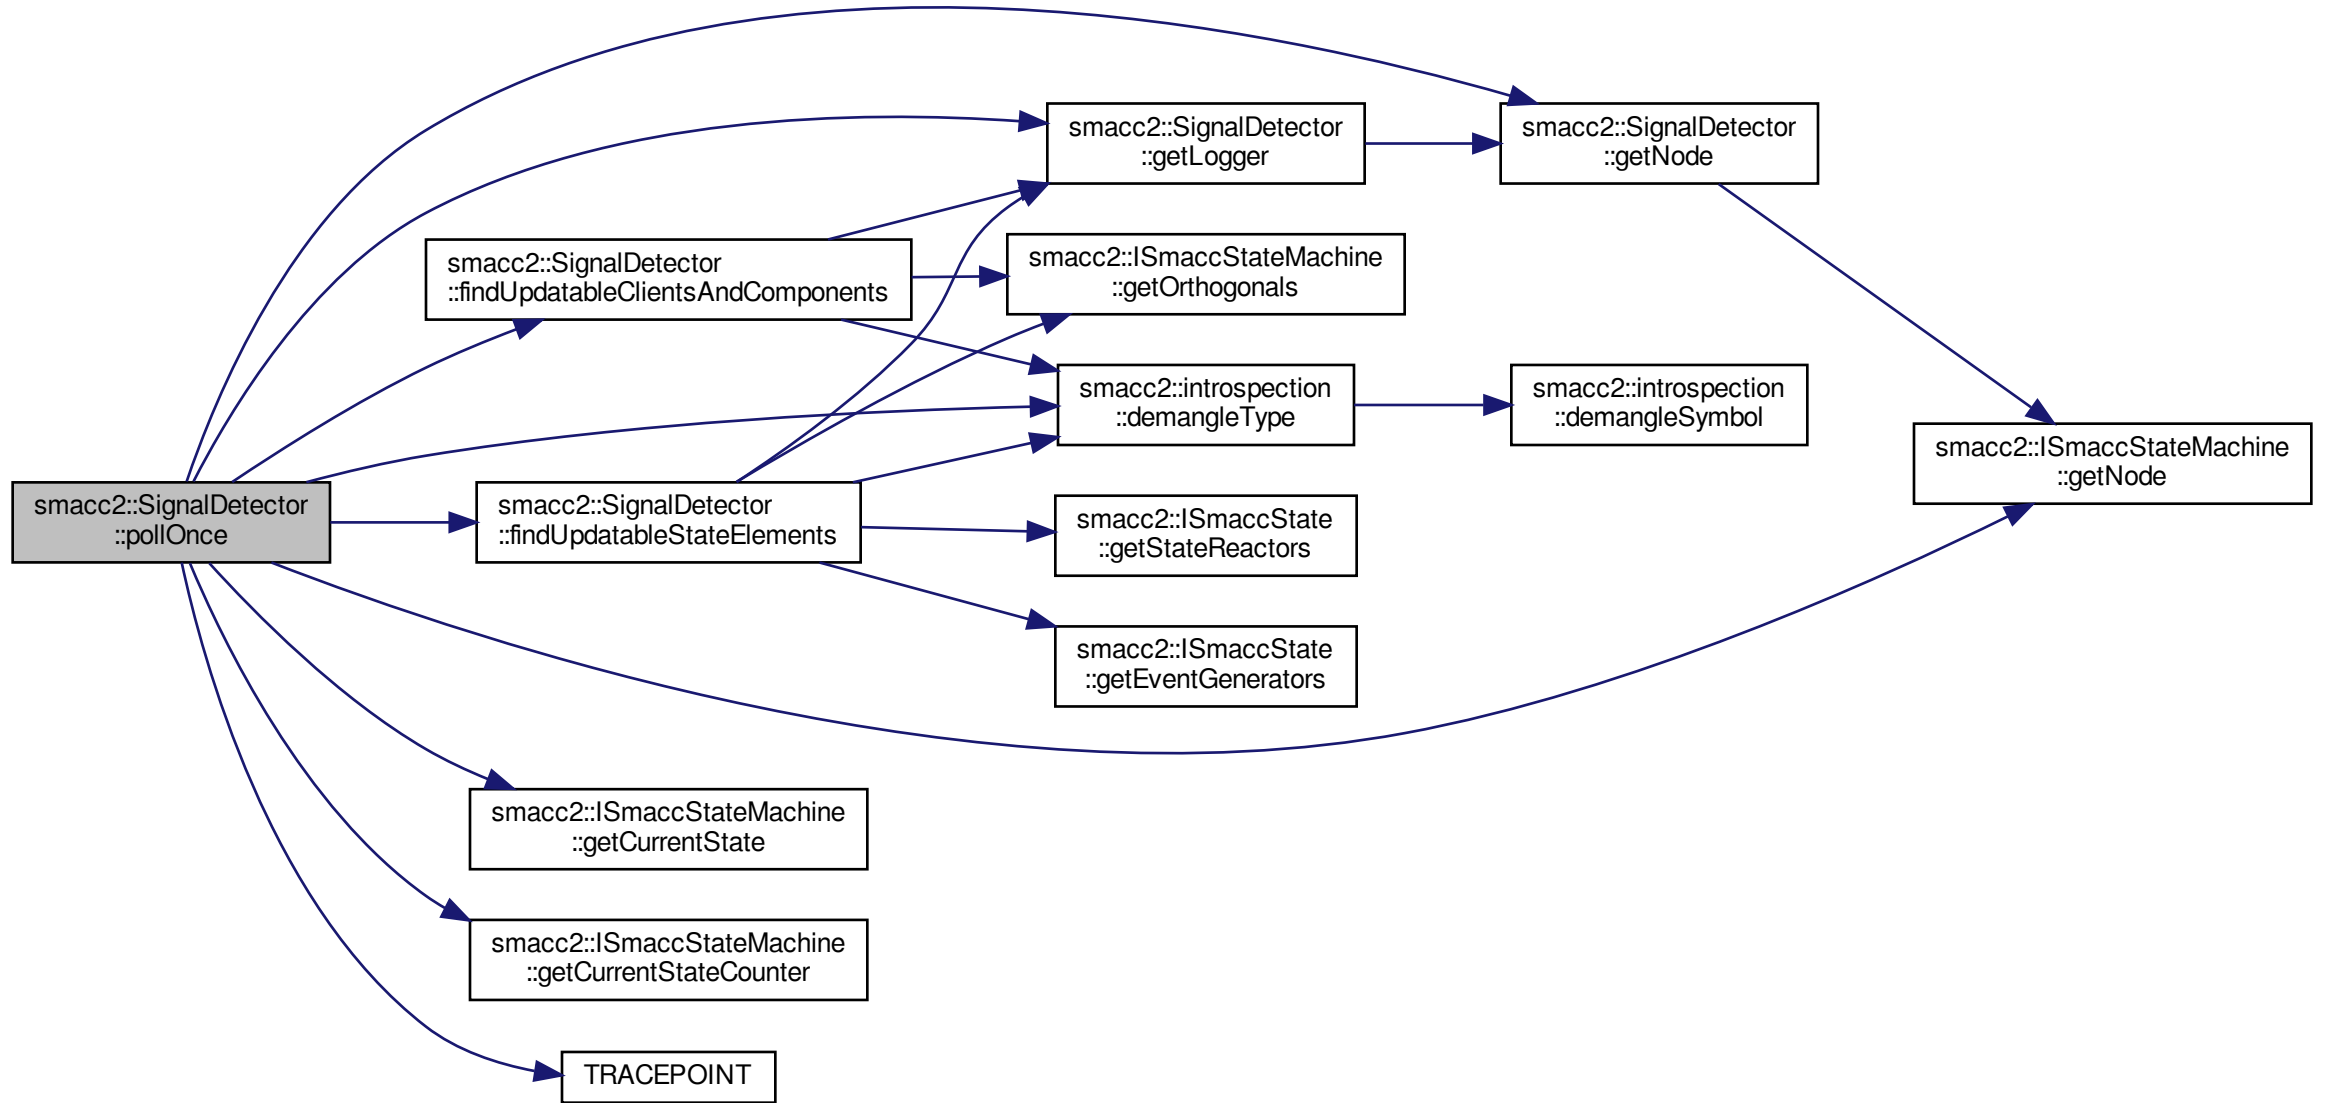 smacc2::SignalDetector
::getLogger
smacc2::SignalDetector
::getNode
smacc2::SignalDetector
::findUpdatableClientsAndComponents
smacc2::ISmaccStateMachine
::getOrthogonals
smacc2::introspection
::demangleType
smacc2::introspection
::demangleSymbol
smacc2::ISmaccStateMachine
::getNode
smacc2::SignalDetector
::pollOnce
smacc2::SignalDetector
::findUpdatableStateElements
smacc2::ISmaccState
::getStateReactors
smacc2::ISmaccState
::getEventGenerators
smacc2::ISmaccStateMachine
::getCurrentState
smacc2::ISmaccStateMachine
::getCurrentStateCounter
TRACEPOINT